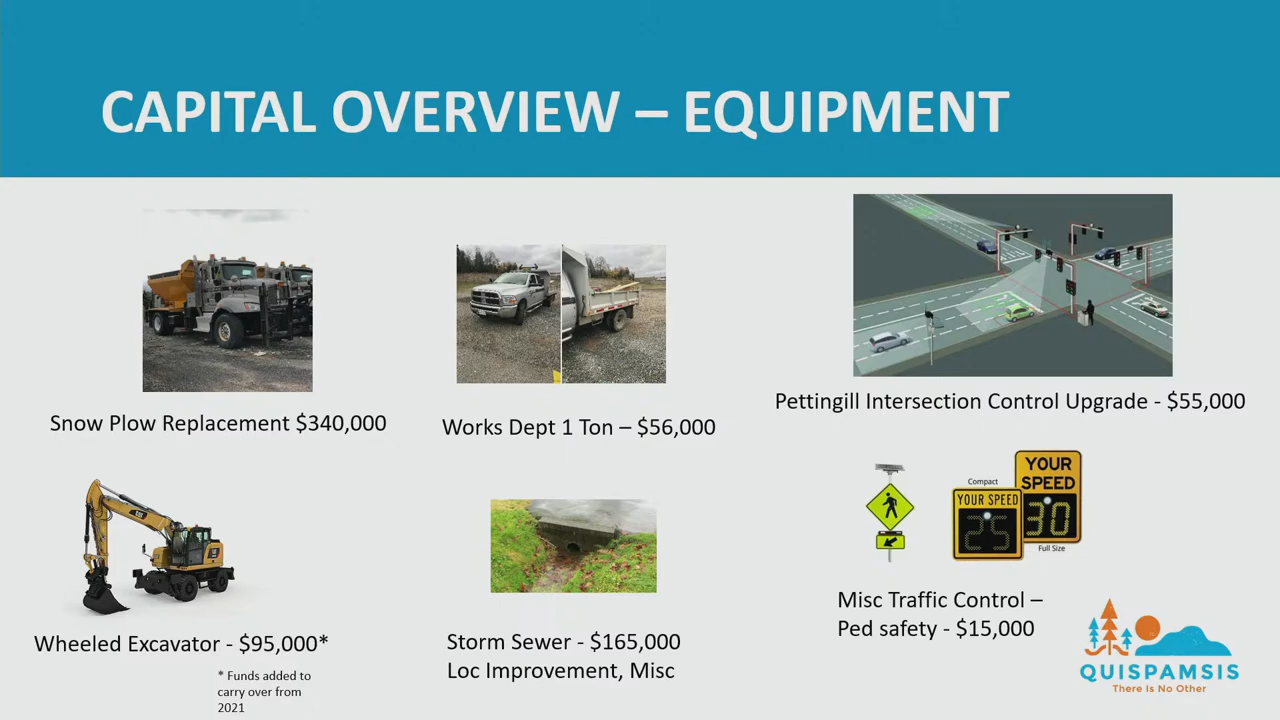 CAPITAL OVERVIEW – EQUIPMENT
Snow Plow Replacement $340,000
Works Dept 1 Ton – $56,000
Pettingill Intersection Control Upgrade - $55,000
Wheeled Excavator - $95,000*
* Funds added to
carry over from
2021
Storm Sewer - $165,000
Loc Improvement, Misc
Compact
YOUR SPEED
25
YOUR
SPEED
30
Full Size
Misc Traffic Control –
Ped safety - $15,000
QUISPAMSIS
There Is No Other